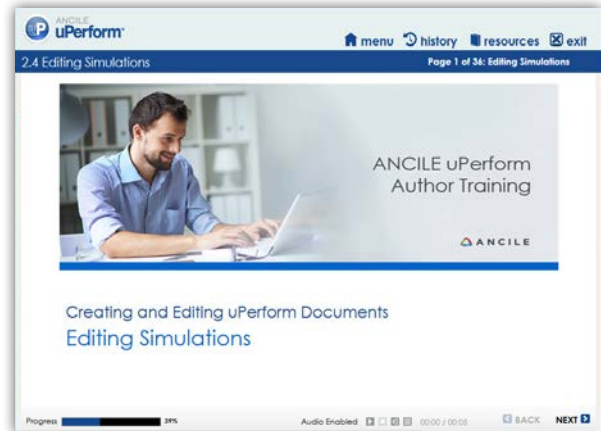 ANCILE
uPerform
menu history resources exit
2.4 Editing Simulations
Page 1 of 36: Editing Simulations
ANCILE uPerform
Author Training
ANCILE
Creating and Editing uPerform Documents
Editing Simulations
Progress 39% Audio Enabled 00:00 / 00:05 BACK NEXT